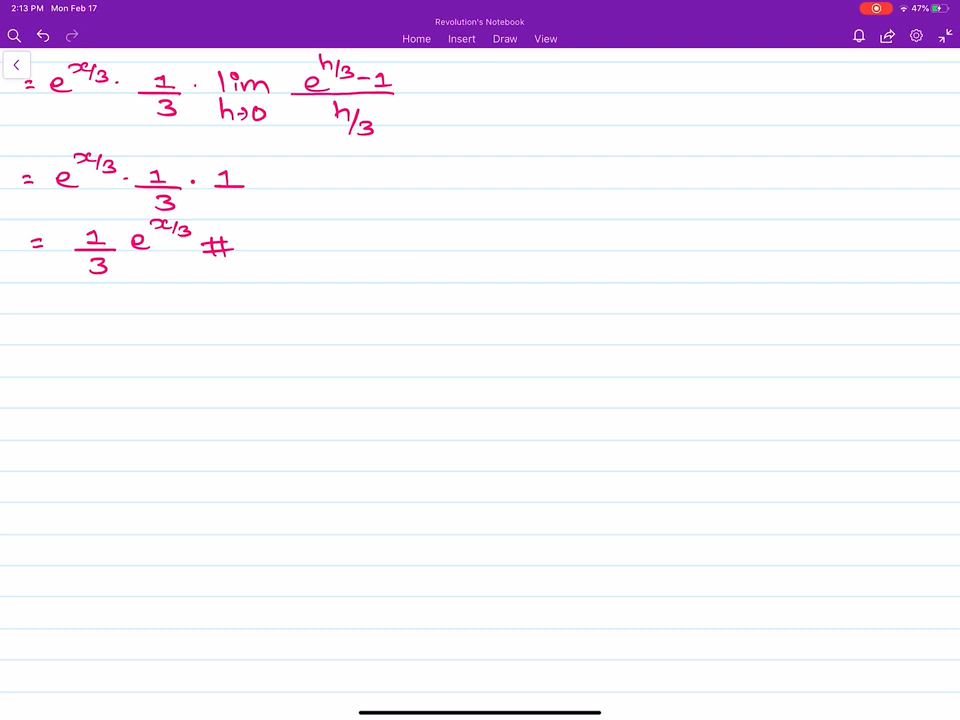 2:13 PM Mon Feb 17
47%
Revolution's Notebook
Home Insert Draw View
= e^{x/3} · 1/3 · lim_{h→0} (e^{h/3} - 1)/(h/3)
= e^{x/3} · 1/3 · 1
= 1/3 e^{x/3} #